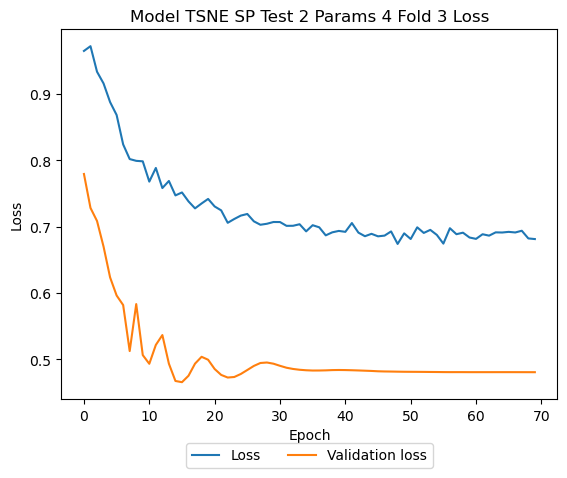 Model TSNE SP Test 2 Params 4 Fold 3 Loss
0.9
0.8
0.7
0.6
0.5
Loss
0 10 20 30 40 50 60 70
Epoch
Loss Validation loss